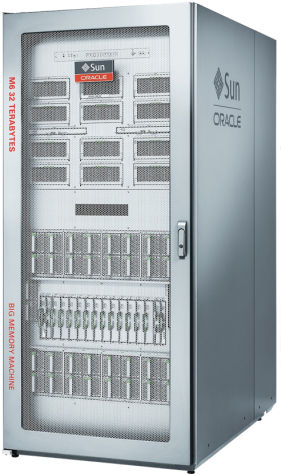 Sun
ORACLE
Sun
ORACLE
M6 32 TERABYTES
BIG MEMORY MACHINE